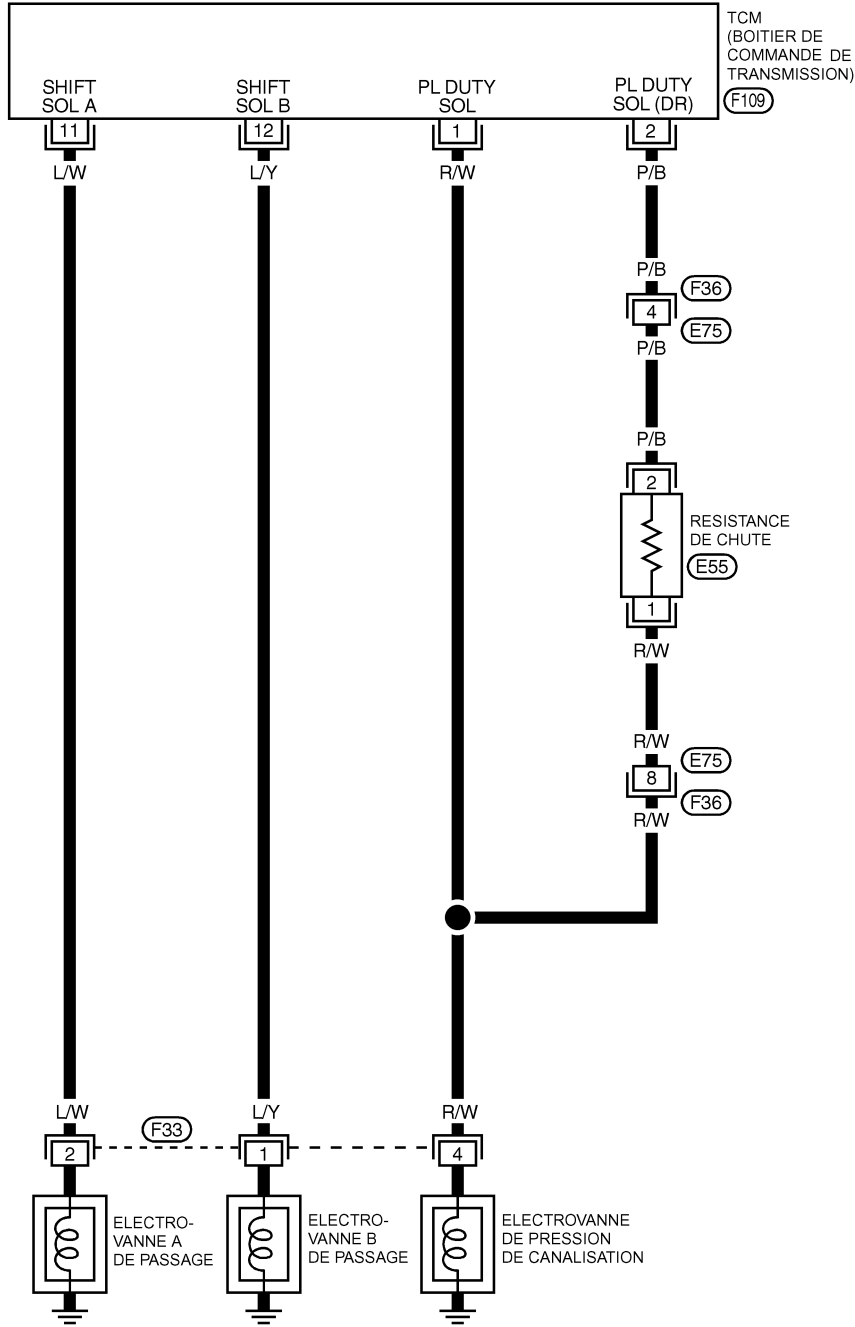 TCM
(BOITIER DE
COMMANDE DE
TRANSMISSION)
F109
SHIFT
SOL A
SHIFT
SOL B
PL DUTY
SOL
PL DUTY
SOL (DR)
11
12
1
2
L/W
L/Y
R/W
P/B
P/B
F36
4
E75
P/B
P/B
2
RESISTANCE
DE CHUTE
E55
1
R/W
R/W
E75
8
F36
R/W
L/W
L/Y
R/W
F33
2
1
4
ELECTRO-
VANNE A
DE PASSAGE
ELECTRO-
VANNE B
DE PASSAGE
ELECTROVANNE
DE PRESSION
DE CANALISATION